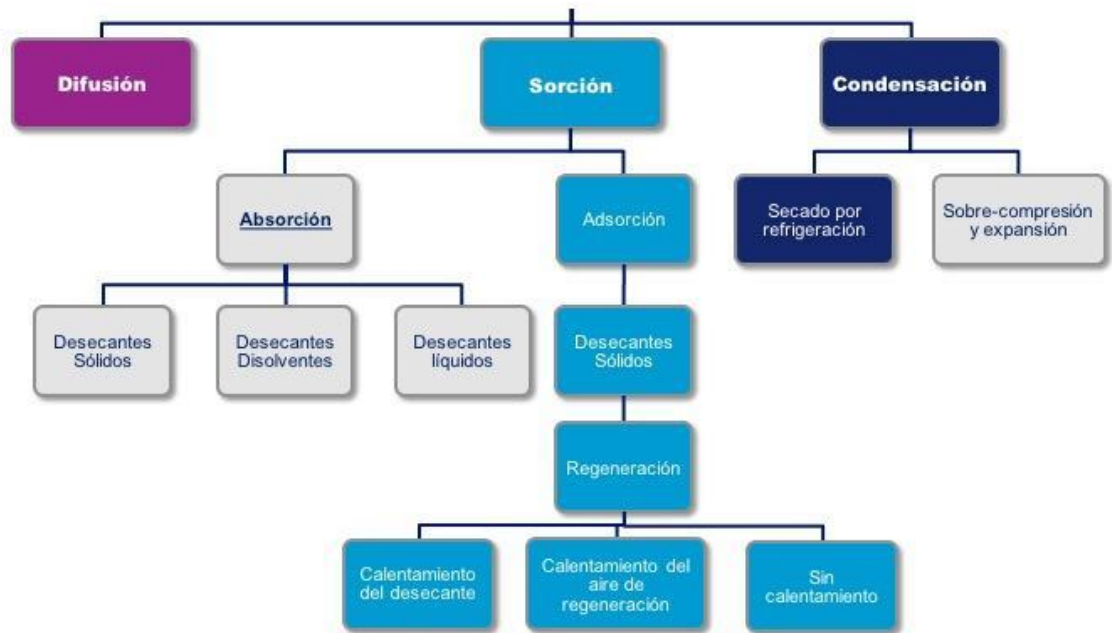 Difusión
Sorción
Condensación
Absorción
Adsorción
Secado por
refrigeración
Sobre-compresión
y expansión
Desecantes
Sólidos
Desecantes
Disolventes
Desecantes
líquidos
Desecantes
Sólidos
Regeneración
Calentamiento
del desecante
Calentamiento del
aire de
regeneración
Sin
calentamiento